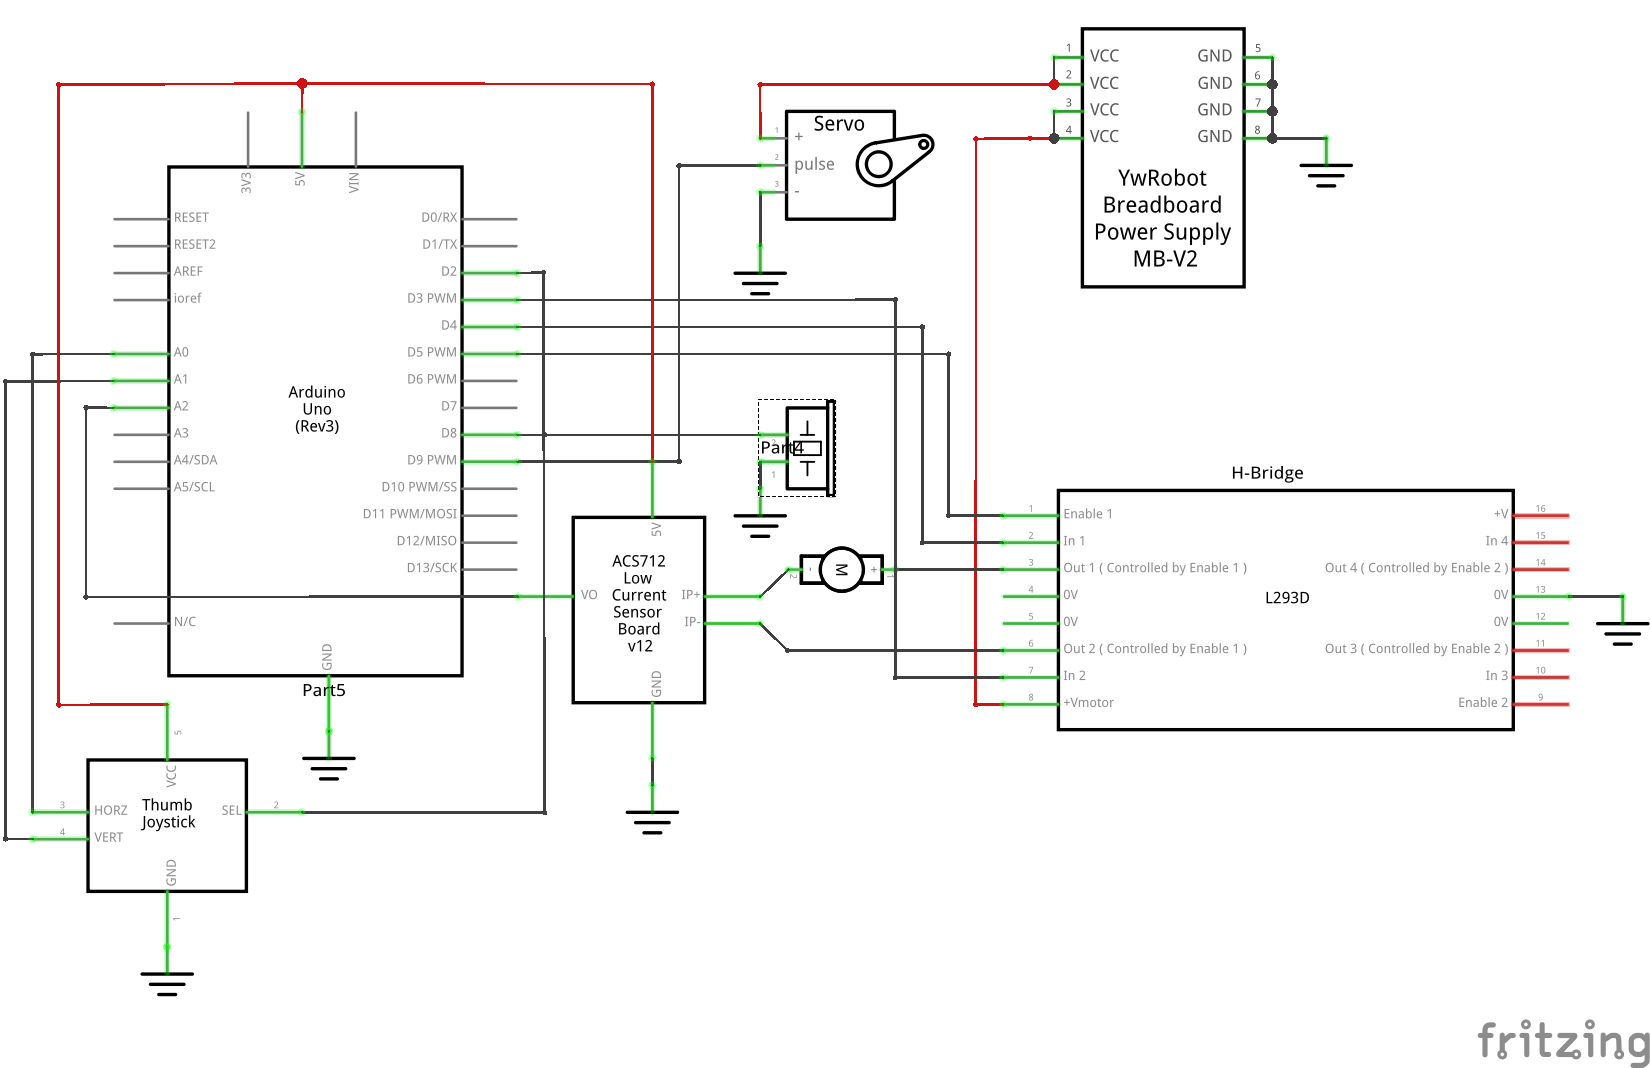 3V3
5V
VIN
RESET
RESET2
AREF
ioref
A0
A1
A2
A3
A4/SDA
A5/SCL
N/C
D0/RX
D1/TX
D2
D3 PWM
D4
D5 PWM
D6 PWM
D7
D8
D9 PWM
D10 PWM/SS
D11 PWM/MOSI
D12/MISO
D13/SCK
Arduino
Uno
(Rev3)
GND
Part5
Servo
1 +
2 pulse
3 -
1 VCC
2 VCC
3 VCC
4 VCC
GND 5
GND 6
GND 7
GND 8
YwRobot
Breadboard
Power Supply
MB-V2
Part4
2
1
5V
ACS712
Low
Current
Sensor
Board
v12
VO
IP+
IP-
GND
2 - M + 1
H-Bridge
1 Enable 1
2 In 1
3 Out 1 ( Controlled by Enable 1 )
4 0V
5 0V
6 Out 2 ( Controlled by Enable 1 )
7 In 2
8 +Vmotor
L293D
+V 16
In 4 15
Out 4 ( Controlled by Enable 2 ) 14
0V 13
0V 12
Out 3 ( Controlled by Enable 2 ) 11
In 3 10
Enable 2 9
5
VCC
Thumb
Joystick
3 HORZ
4 VERT
SEL 2
GND
1
fritzing